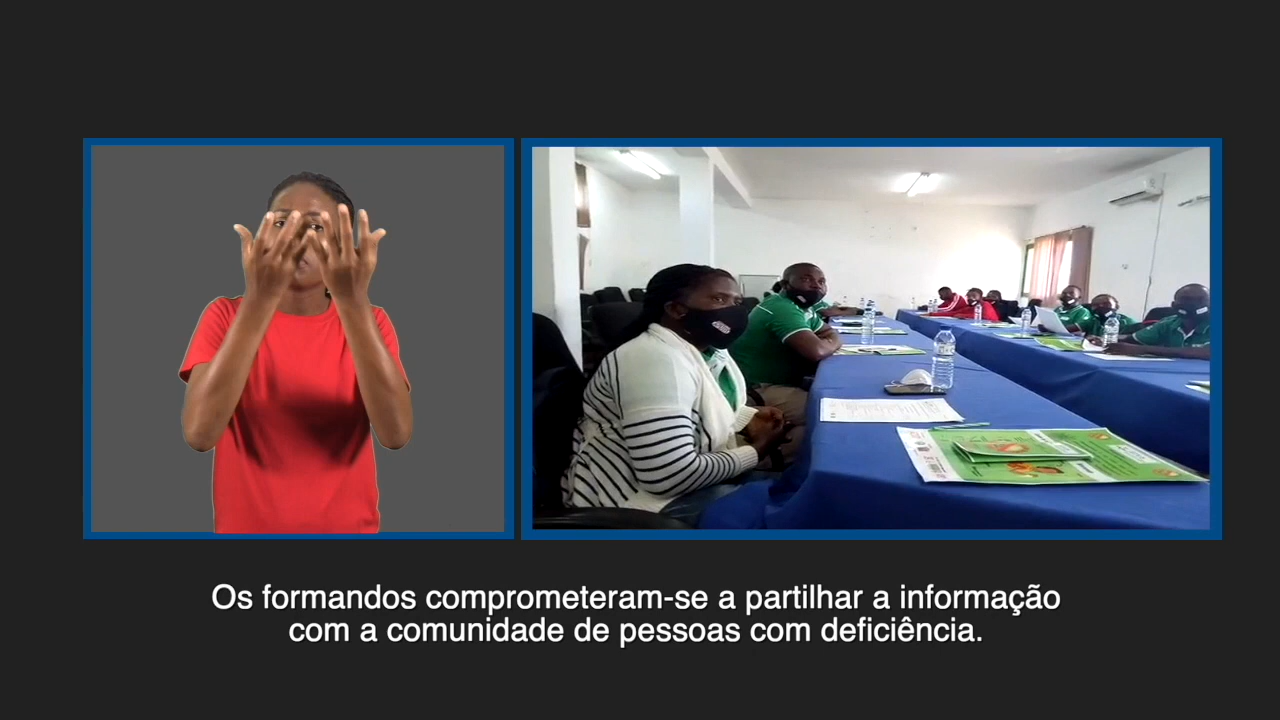 Os formandos comprometeram-se a partilhar a informação
com a comunidade de pessoas com deficiência.